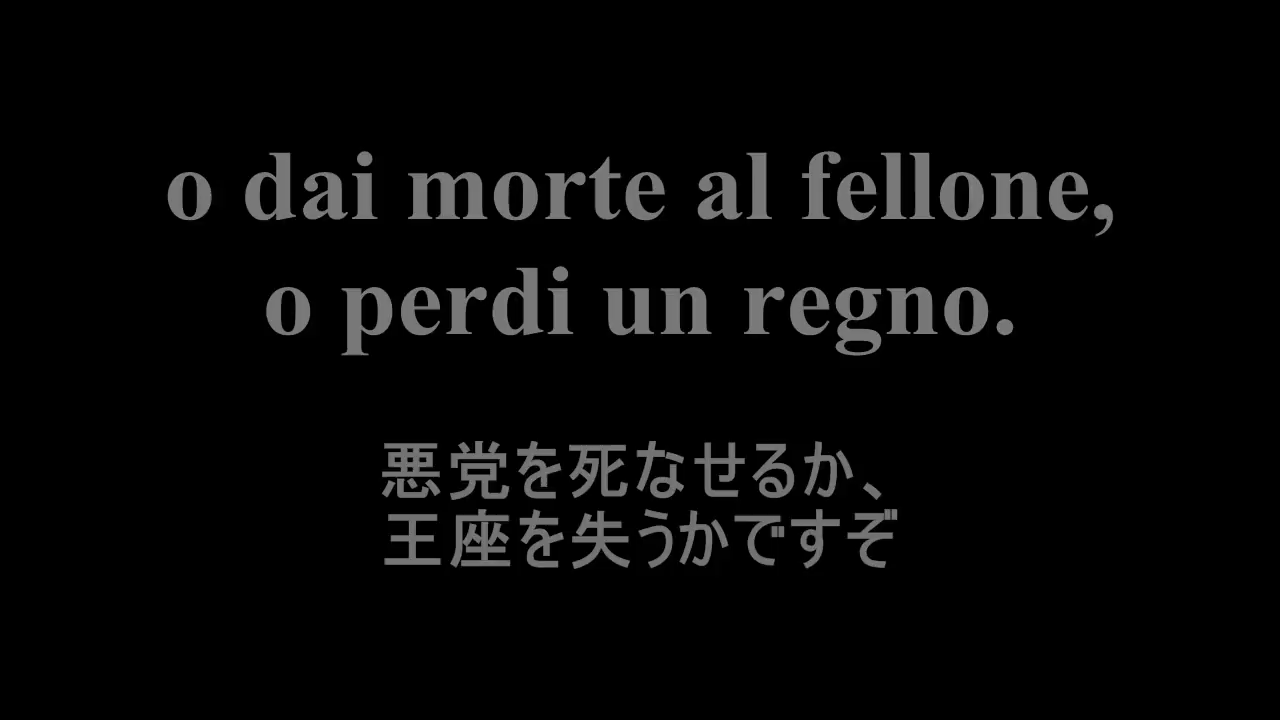 o dai morte al fellone,
o perdi un regno.
悪党を死なせるか、
王座を失うかですぞ